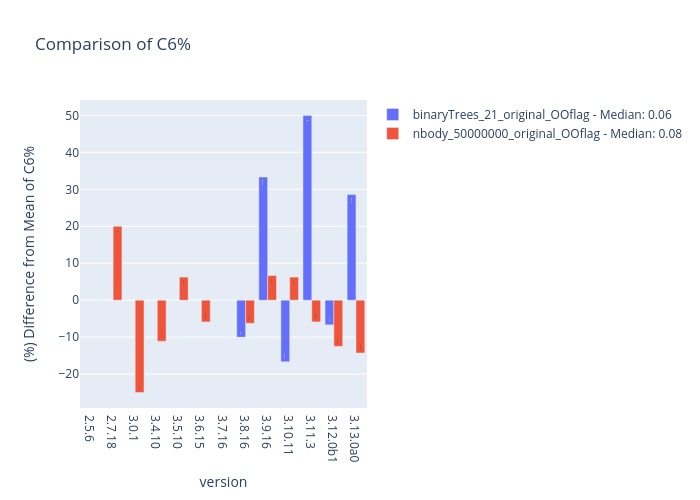 Comparison of C6%
binaryTrees_21_original_OOflag - Median: 0.06
nbody_50000000_original_OOflag - Median: 0.08
(%) Difference from Mean of C6%
50
40
30
20
10
0
−10
−20
2.5.6
2.7.18
3.0.1
3.4.10
3.5.10
3.6.15
3.7.16
3.8.16
3.9.16
3.10.11
3.11.3
3.12.0b1
3.13.0a0
version